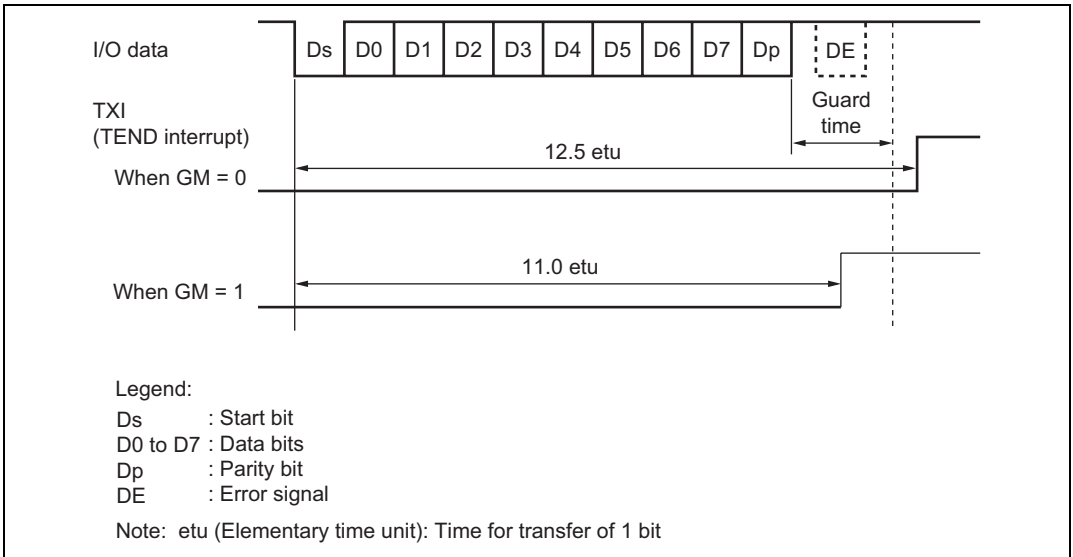 I/O data
Ds D0 D1 D2 D3 D4 D5 D6 D7 Dp DE
Guard
time
TXI
(TEND interrupt)
12.5 etu
When GM = 0
11.0 etu
When GM = 1
Legend:
Ds : Start bit
D0 to D7 : Data bits
Dp : Parity bit
DE : Error signal
Note: etu (Elementary time unit): Time for transfer of 1 bit